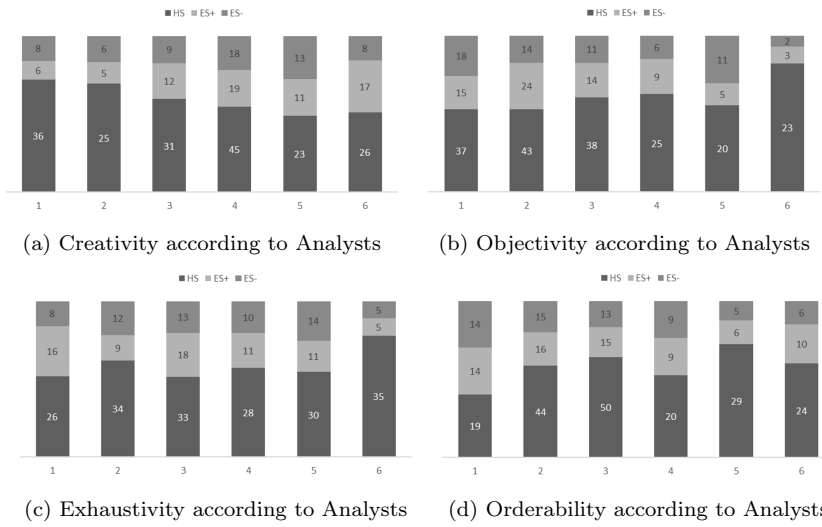 HS ES+ ES-
8 6 9 18 13 8
6 5 12 19 11 17
36 25 31 45 23 26
1 2 3 4 5 6
(a) Creativity according to Analysts
HS ES+ ES-
18 14 11 6 11 2
15 24 14 9 5 3
37 43 38 25 20 23
1 2 3 4 5 6
(b) Objectivity according to Analysts
HS ES+ ES-
8 12 13 10 14 5
16 9 18 11 11 5
26 34 33 28 30 35
1 2 3 4 5 6
(c) Exhaustivity according to Analysts
HS ES+ ES-
14 15 13 9 5 6
14 16 15 9 6 10
19 44 50 20 29 24
1 2 3 4 5 6
(d) Orderability according to Analysts